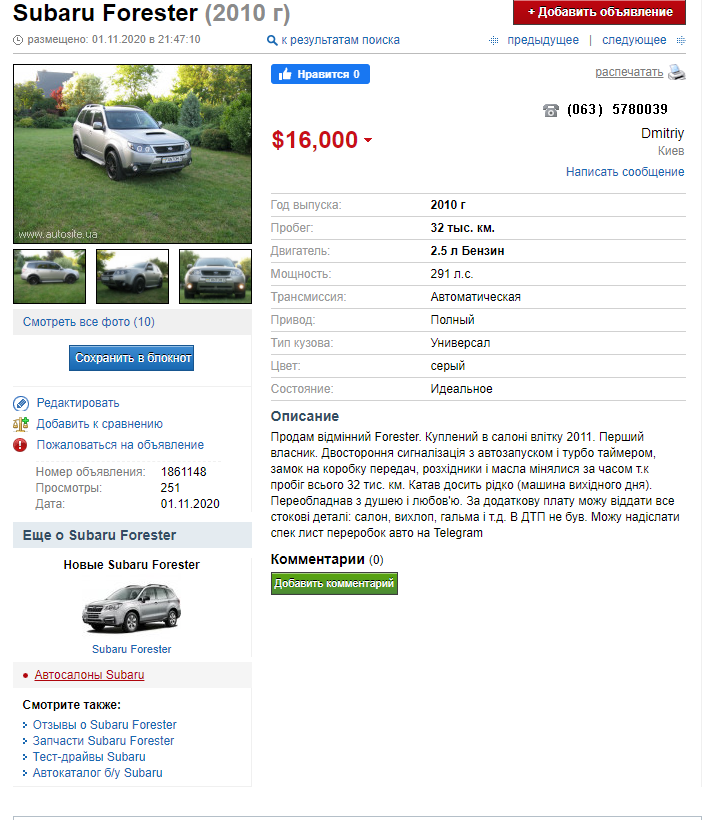 Subaru Forester (2010 г)
+ Добавить объявление
размещено: 01.11.2020 в 21:47:10
к результатам поиска
предыдущее | следующее
www.autosite.ua
Смотреть все фото (10)
Сохранить в блокнот
Редактировать
Добавить к сравнению
Пожаловаться на объявление
Номер объявления: 1861148
Просмотры: 251
Дата: 01.11.2020
Еще о Subaru Forester
Новые Subaru Forester
Subaru Forester
Автосалоны Subaru
Смотрите также:
Отзывы о Subaru Forester
Запчасти Subaru Forester
Тест-драйвы Subaru
Автокаталог б/у Subaru
Нравится 0
распечатать
(063) 5780039
$16,000
Dmitriy
Киев
Написать сообщение
Год выпуска: 2010 г
Пробег: 32 тыс. км.
Двигатель: 2.5 л Бензин
Мощность: 291 л.с.
Трансмиссия: Автоматическая
Привод: Полный
Тип кузова: Универсал
Цвет: серый
Состояние: Идеальное
Описание
Продам відмінний Forester. Куплений в салоні влітку 2011. Перший
власник. Двостороння сигналізація з автозапуском і турбо таймером,
замок на коробку передач, розхідники і масла мінялися за часом т.к
пробіг всього 32 тис. км. Катав досить рідко (машина вихідного дня).
Переобладнав з душею і любов'ю. За додаткову плату можу віддати все
стокові деталі: салон, вихлоп, гальма і т.д. В ДТП не був. Можу надіслати
спек лист переробок авто на Telegram
Комментарии (0)
Добавить комментарий